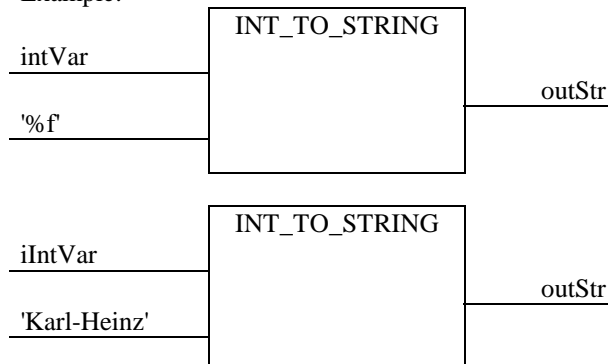 Example:
INT_TO_STRING
intVar
outStr
'%f'
INT_TO_STRING
iIntVar
outStr
'Karl-Heinz'